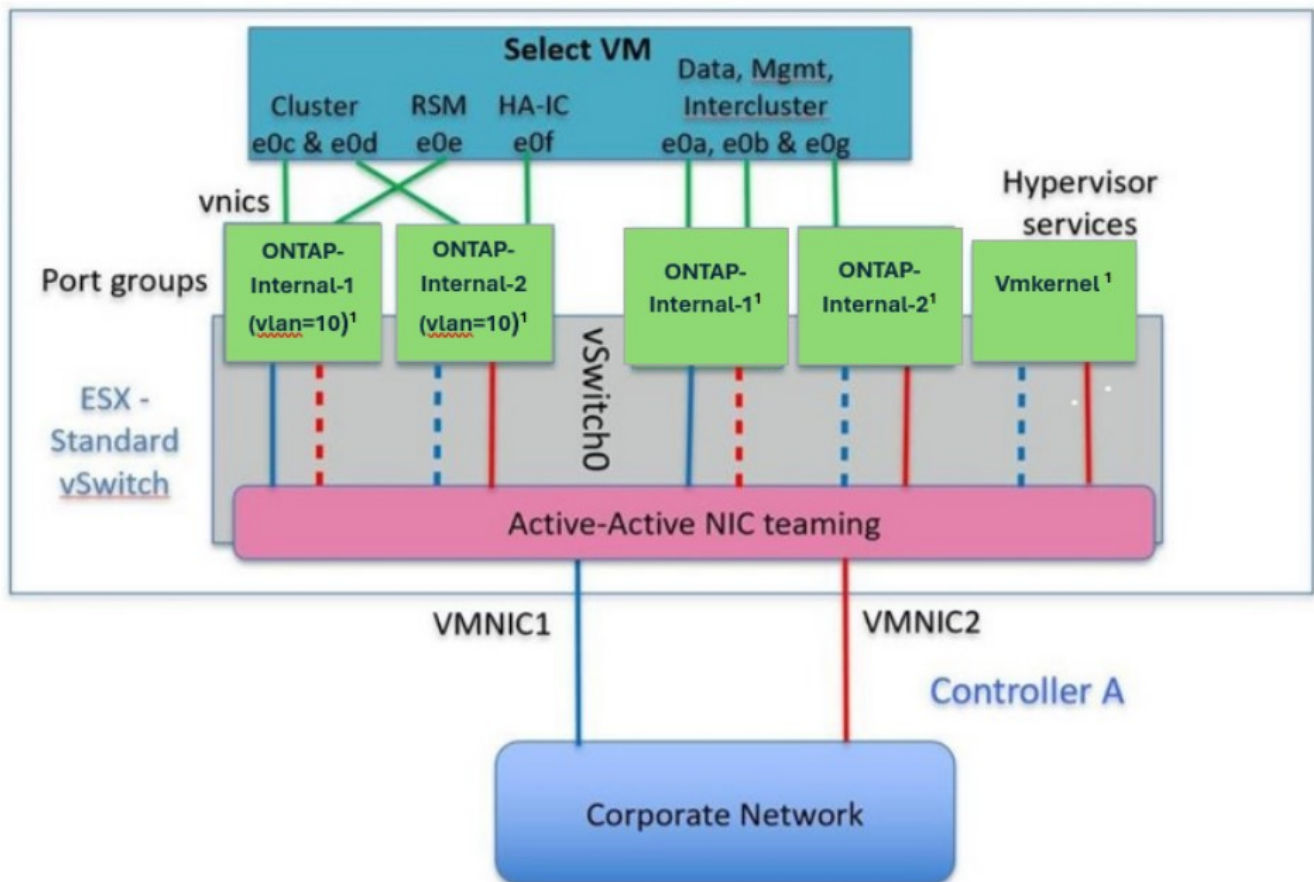 Select VM
Cluster
e0c & e0d
RSM
e0e
HA-IC
e0f
Data, Mgmt,
Intercluster
e0a, e0b & e0g
vnics
Hypervisor
services
Port groups
ONTAP-
Internal-1
(vlan=10)¹
ONTAP-
Internal-2
(vlan=10)¹
ONTAP-
Internal-1¹
ONTAP-
Internal-2¹
Vmkernel ¹
ESX -
Standard
vSwitch
vSwitch0
Active-Active NIC teaming
VMNIC1
VMNIC2
Controller A
Corporate Network